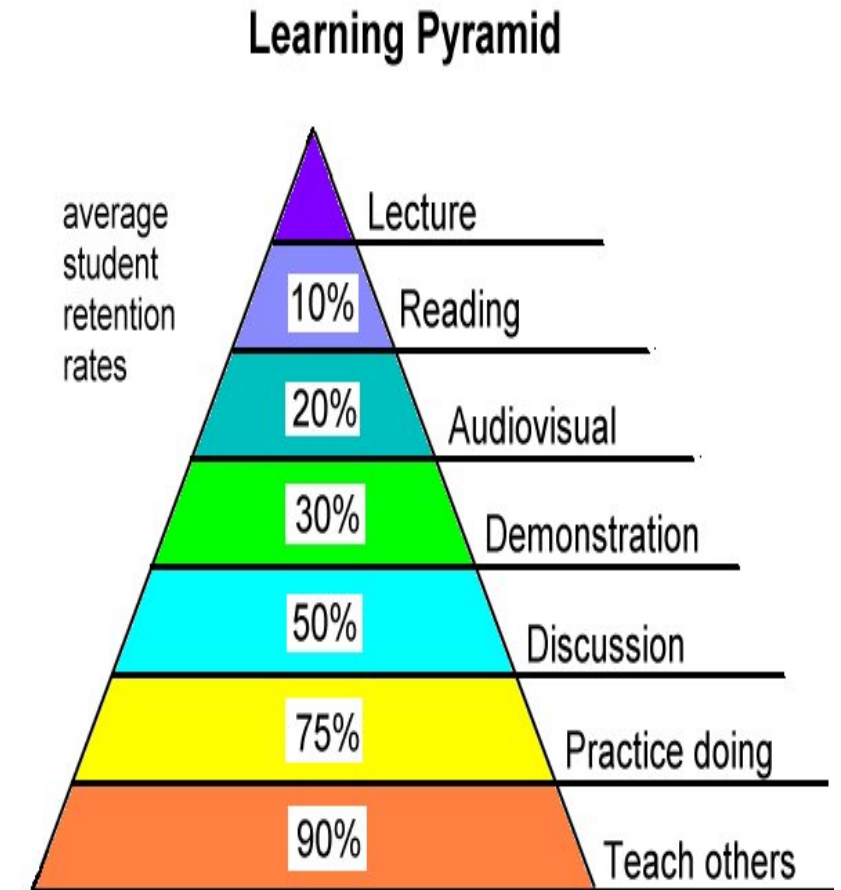 Learning Pyramid
average
student
retention
rates
Lecture
10% Reading
20% Audiovisual
30% Demonstration
50% Discussion
75% Practice doing
90% Teach others